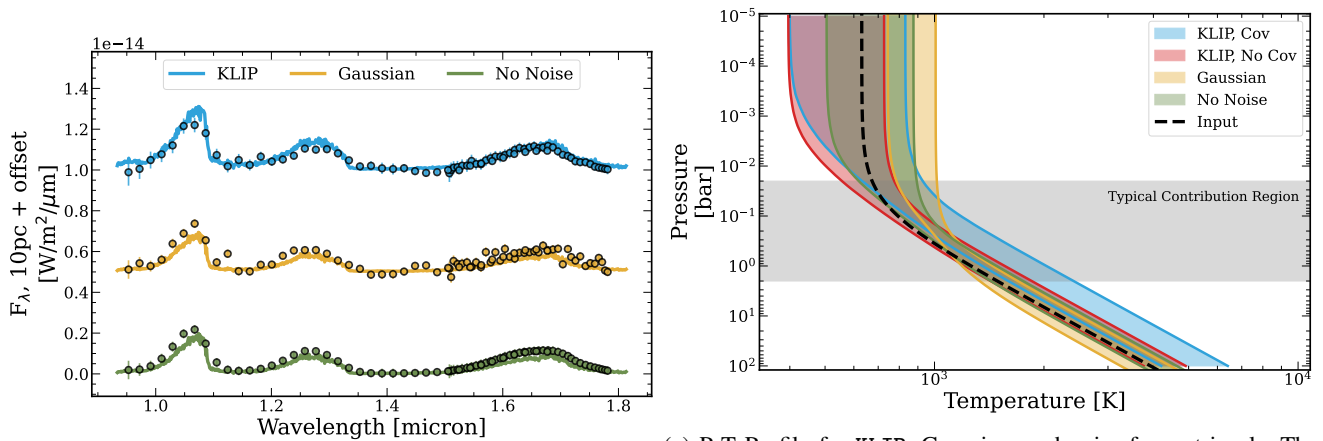 1e−14
KLIP Gaussian No Noise
1.4
1.2
1.0
0.8
0.6
0.4
0.2
0.0
F_λ, 10pc + offset
[W/m²/μm]
1.0 1.2 1.4 1.6 1.8
Wavelength [micron]
10⁻⁵
10⁻⁴
10⁻³
10⁻²
10⁻¹
10⁰
10¹
10²
Pressure
[bar]
KLIP, Cov
KLIP, No Cov
Gaussian
No Noise
Input
Typical Contribution Region
10³ 10⁴
Temperature [K]